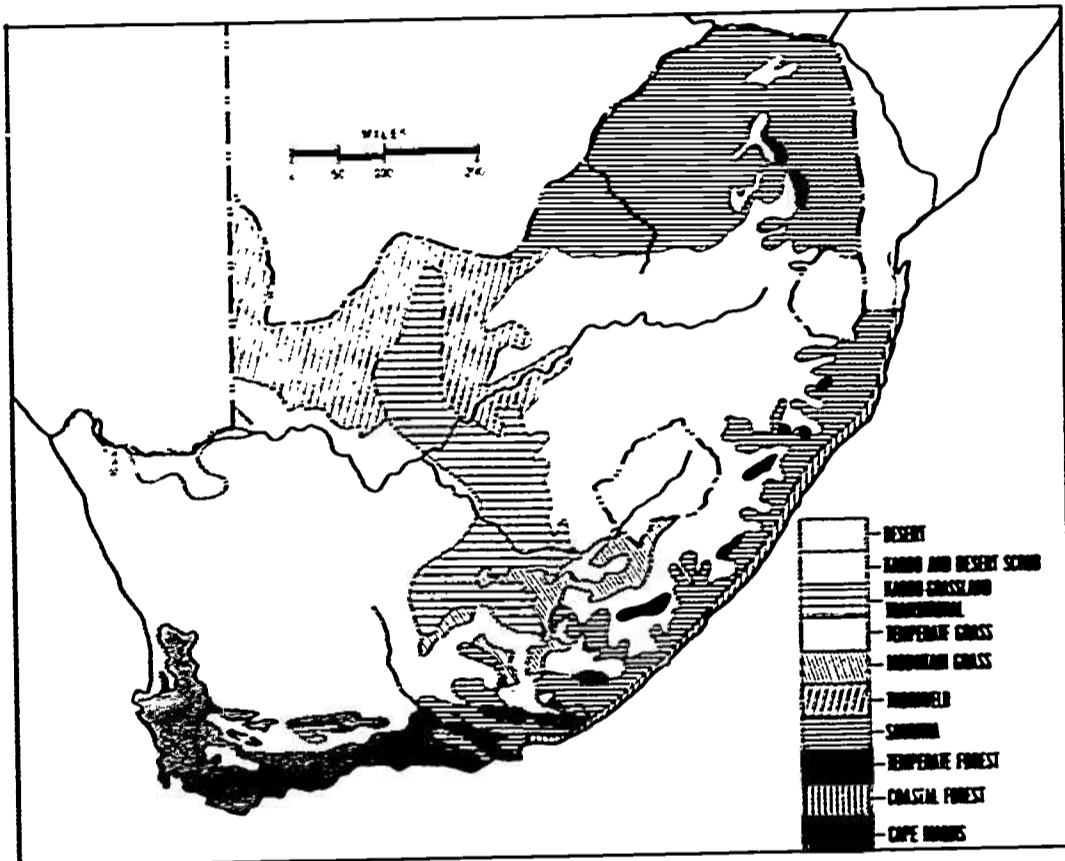 MILES
50
DESERT
KAROO AND DESERT SCRUB
KAROO-GRASSLAND
TRANSITIONAL
TEMPERATE GRASS
MOUNTAIN GRASS
THORNVELD
SAVANNA
TEMPERATE FOREST
COASTAL FOREST
CAPE